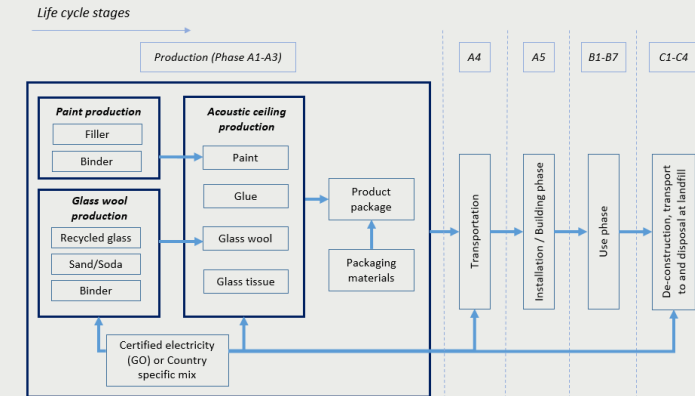 Life cycle stages
Production (Phase A1-A3)
A4
A5
B1-B7
C1-C4
Paint production
Filler
Binder
Glass wool
production
Recycled glass
Sand/Soda
Binder
Acoustic ceiling
production
Paint
Glue
Glass wool
Glass tissue
Product
package
Packaging
materials
Certified electricity
(GO) or Country
specific mix
Transportation
Installation / Building phase
Use phase
De-construction, transport
to and disposal at landfill